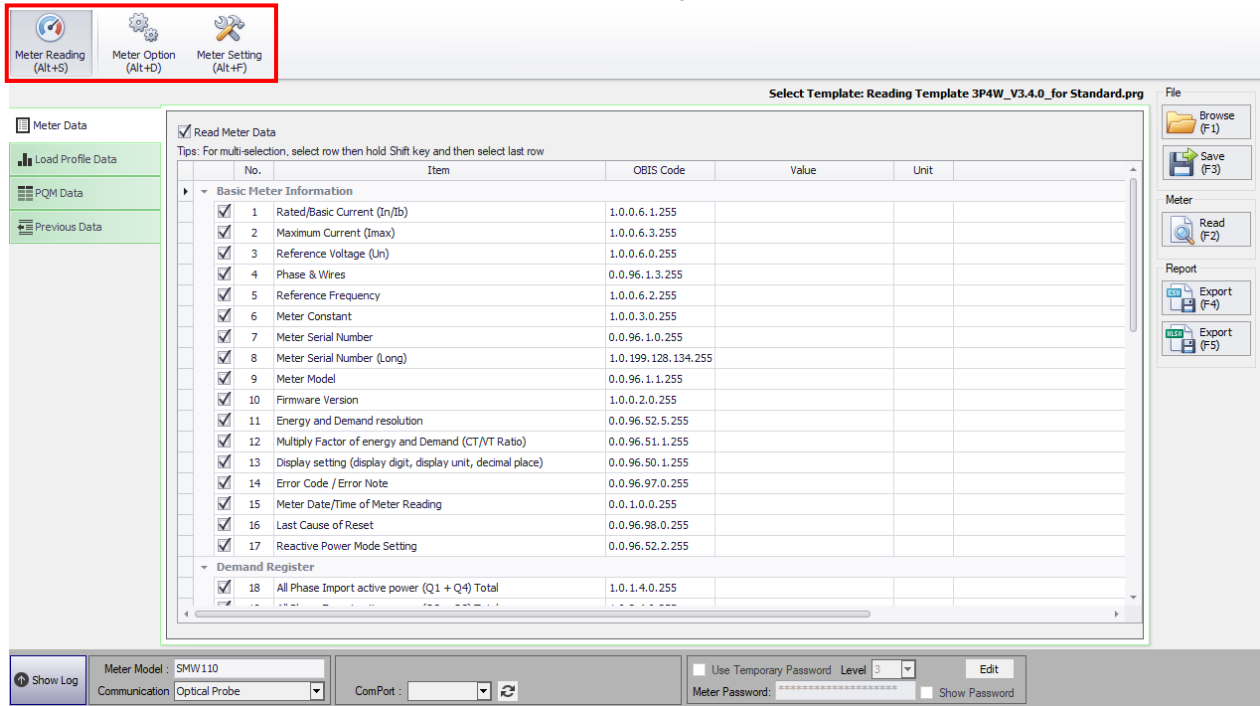 Meter Reading (Alt+S)
Meter Option (Alt+D)
Meter Setting (Alt+F)
Select Template: Reading Template 3P4W_V3.4.0_for Standard.prg
Meter Data
Load Profile Data
PQM Data
Previous Data
Read Meter Data
Tips: For multi-selection, select row then hold Shift key and then select last row
No. Item OBIS Code Value Unit
Basic Meter Information
1 Rated/Basic Current (In/Ib) 1.0.0.6.1.255
2 Maximum Current (Imax) 1.0.0.6.3.255
3 Reference Voltage (Un) 1.0.0.6.0.255
4 Phase & Wires 0.0.96.1.3.255
5 Reference Frequency 1.0.0.6.2.255
6 Meter Constant 1.0.0.3.0.255
7 Meter Serial Number 0.0.96.1.0.255
8 Meter Serial Number (Long) 1.0.199.128.134.255
9 Meter Model 0.0.96.1.1.255
10 Firmware Version 1.0.0.2.0.255
11 Energy and Demand resolution 0.0.96.52.5.255
12 Multiply Factor of energy and Demand (CT/VT Ratio) 0.0.96.51.1.255
13 Display setting (display digit, display unit, decimal place) 0.0.96.50.1.255
14 Error Code / Error Note 0.0.96.97.0.255
15 Meter Date/Time of Meter Reading 0.0.1.0.0.255
16 Last Cause of Reset 0.0.96.98.0.255
17 Reactive Power Mode Setting 0.0.96.52.2.255
Demand Register
18 All Phase Import active power (Q1 + Q4) Total 1.0.1.4.0.255
File
Browse (F1)
Save (F3)
Meter
Read (F2)
Report
CSV Export (F4)
XLSX Export (F5)
Show Log
Meter Model : SMW110
Communication Optical Probe
ComPort :
Use Temporary Password Level 3 Edit
Meter Password: ******************** Show Password